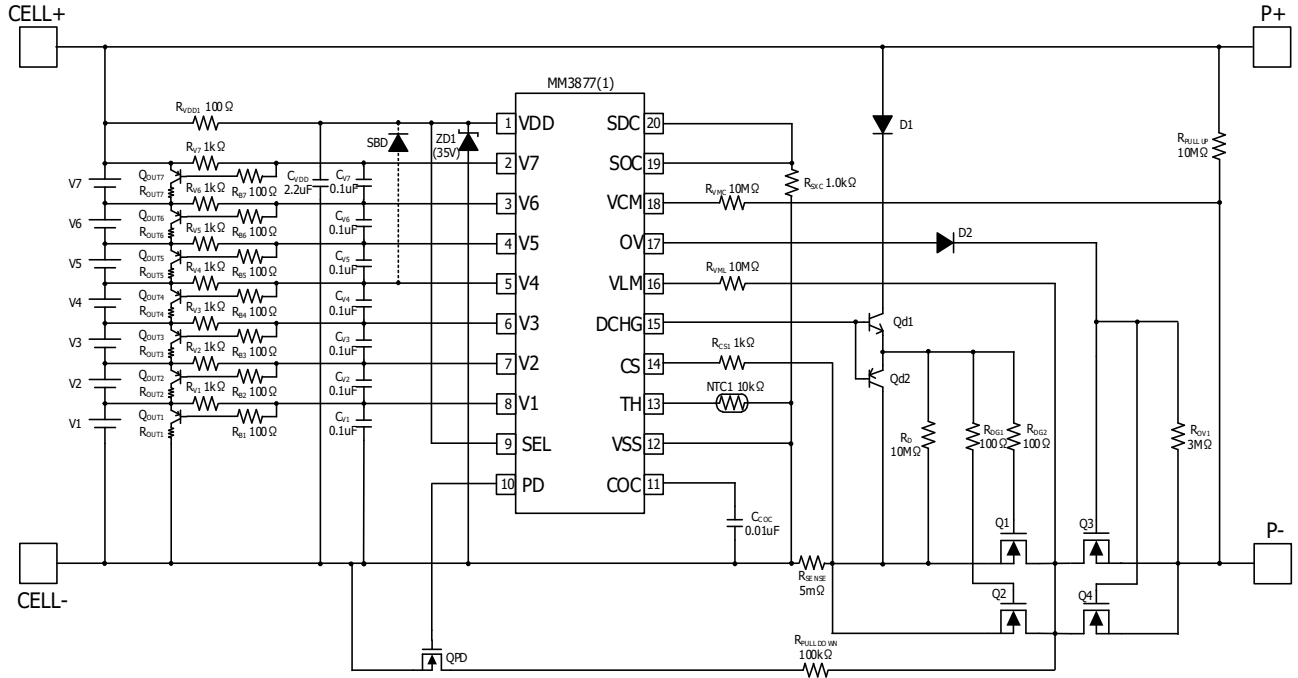 CELL+
P+
MM3877(1)
RVDD1 100Ω
SBD
ZD1
(35V)
1 VDD
SDC 20
D1
RPULL UP
10MΩ
RV7 1kΩ
2 V7
SOC 19
V7
QOUT7
ROUT7
RB7 100Ω
CVDD
2.2uF
CV7
0.1uF
RSXC 1.0kΩ
RV6 1kΩ
3 V6
VCM 18
RVMC 10MΩ
V6
QOUT6
ROUT6
RB6 100Ω
CV6
0.1uF
RV5 1kΩ
4 V5
OV 17
D2
V5
QOUT5
ROUT5
RB5 100Ω
CV5
0.1uF
RV4 1kΩ
5 V4
VLM 16
RVML 10MΩ
V4
QOUT4
ROUT4
RB4 100Ω
CV4
0.1uF
RV3 1kΩ
6 V3
DCHG 15
Qd1
V3
QOUT3
ROUT3
RB3 100Ω
CV3
0.1uF
RV2 1kΩ
7 V2
CS 14
RCS1 1kΩ
Qd2
V2
QOUT2
ROUT2
RB2 100Ω
CV2
0.1uF
RV1 1kΩ
8 V1
TH 13
NTC1 10kΩ
V1
QOUT1
ROUT1
RB1 100Ω
CV1
0.1uF
9 SEL
VSS 12
RD
10MΩ
RDG1
100Ω
RDG2
100Ω
ROV1
3MΩ
10 PD
COC 11
CCOC
0.01uF
Q1
Q3
P-
CELL-
RSENSE
5mΩ
Q2
Q4
QPD
RPULLDOWN
100kΩ